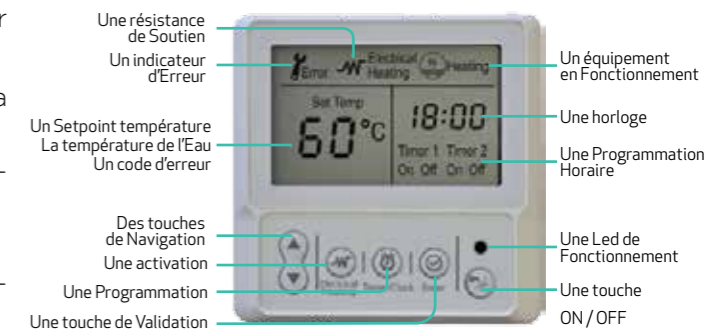 Une résistance
de Soutien
Un indicateur
d'Erreur
Un Setpoint température
La température de l'Eau
Un code d'erreur
Des touches
de Navigation
Une activation
Une Programmation
Une touche de Validation
Error
Electrical
Heating
Heating
Set Temp
60°C
18:00
Timer 1 Timer 2
On Off On Off
Un équipement
en Fonctionnement
Une horloge
Une Programmation
Horaire
Une Led de
Fonctionnement
Une touche
ON / OFF